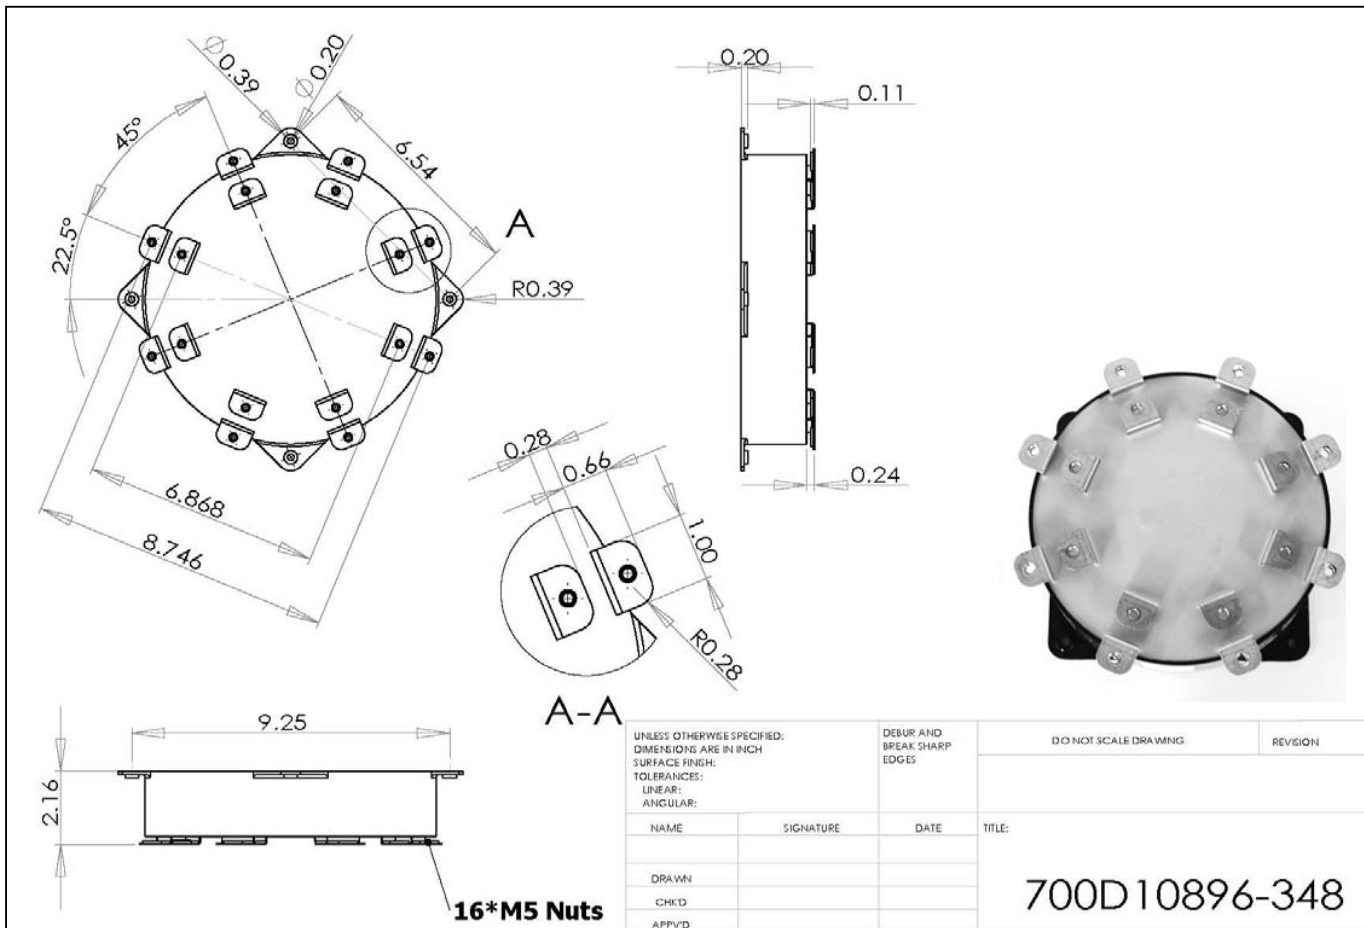 ∅0.39
∅0.20
45°
22.5°
6.54
A
R0.39
6.868
8.746
0.20
0.11
0.24
0.28
0.66
1.00
R0.28
A-A
9.25
2.16
16*M5 Nuts
UNLESS OTHERWISE SPECIFIED:
DIMENSIONS ARE IN INCH
SURFACE FINISH:
TOLERANCES:
LINEAR:
ANGULAR:
DEBUR AND
BREAK SHARP
EDGES
DO NOT SCALE DRAWING
REVISION
NAME
SIGNATURE
DATE
TITLE:
DRAWN
CHK'D
APPV'D
700D10896-348